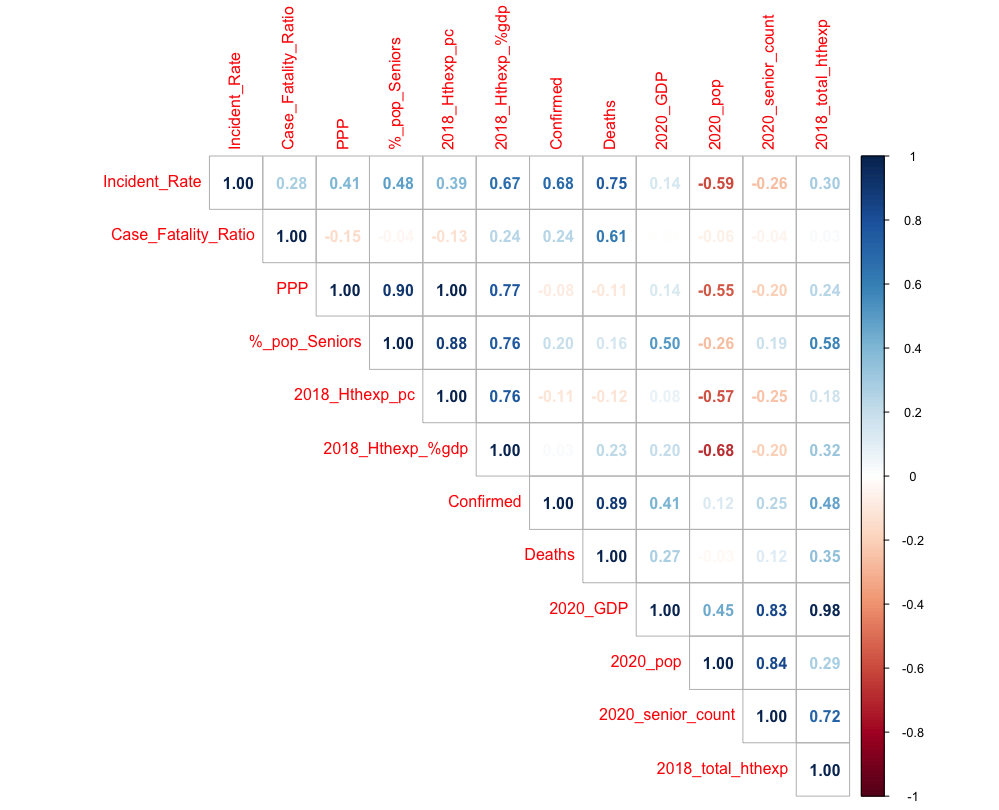 Incident_Rate
Case_Fatality_Ratio
PPP
%_pop_Seniors
2018_Hthexp_pc
2018_Hthexp_%gdp
Confirmed
Deaths
2020_GDP
2020_pop
2020_senior_count
2018_total_hthexp
Incident_Rate 1.00 0.28 0.41 0.48 0.39 0.67 0.68 0.75 0.14 -0.59 -0.26 0.30
Case_Fatality_Ratio 1.00 -0.15 -0.04 -0.13 0.24 0.24 0.61 -0.06 -0.04 0.03
PPP 1.00 0.90 1.00 0.77 -0.08 -0.11 0.14 -0.55 -0.20 0.24
%_pop_Seniors 1.00 0.88 0.76 0.20 0.16 0.50 -0.26 0.19 0.58
2018_Hthexp_pc 1.00 0.76 -0.11 -0.12 0.08 -0.57 -0.25 0.18
2018_Hthexp_%gdp 1.00 0.03 0.23 0.20 -0.68 -0.20 0.32
Confirmed 1.00 0.89 0.41 0.12 0.25 0.48
Deaths 1.00 0.27 -0.03 0.12 0.35
2020_GDP 1.00 0.45 0.83 0.98
2020_pop 1.00 0.84 0.29
2020_senior_count 1.00 0.72
2018_total_hthexp 1.00
1
0.8
0.6
0.4
0.2
0
-0.2
-0.4
-0.6
-0.8
-1